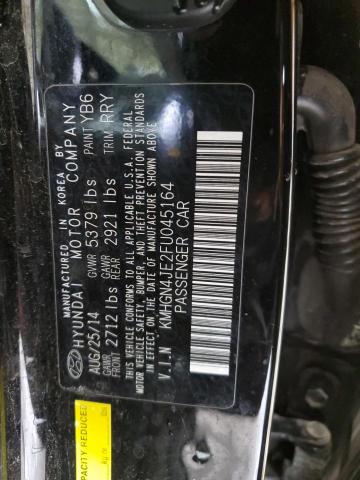 MANUFACTURED IN KOREA BY
HYUNDAI MOTOR COMPANY
AUG/25/14 GVWR 5379 lbs PAINT YB6
GAWR FRONT 2712 lbs GAWR REAR 2921 lbs TRIM RRY
THIS VEHICLE CONFORMS TO ALL APPLICABLE U.S.A. FEDERAL
MOTOR VEHICLE SAFETY, BUMPER, AND THEFT PREVENTION STANDARDS
IN EFFECT ON THE DATE OF MANUFACTURE SHOWN ABOVE.
V.I.N KMHGN4JE2FU045164
PASSENGER CAR
CAPACITY REDUCED